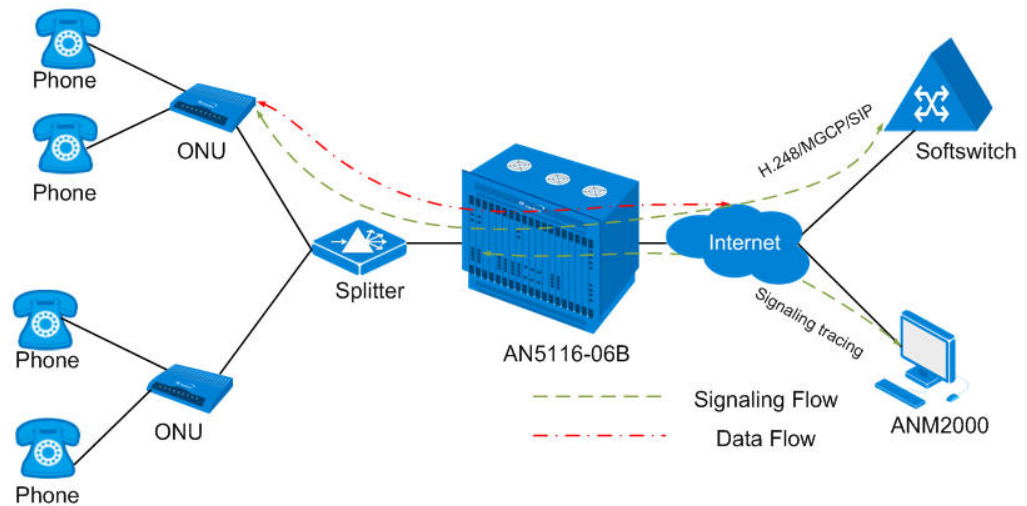 Phone
ONU
Phone
H.248/MGCP/SIP
Softswitch
Internet
Splitter
AN5116-06B
Signaling tracing
Phone
ONU
Phone
Signaling Flow
Data Flow
ANM2000